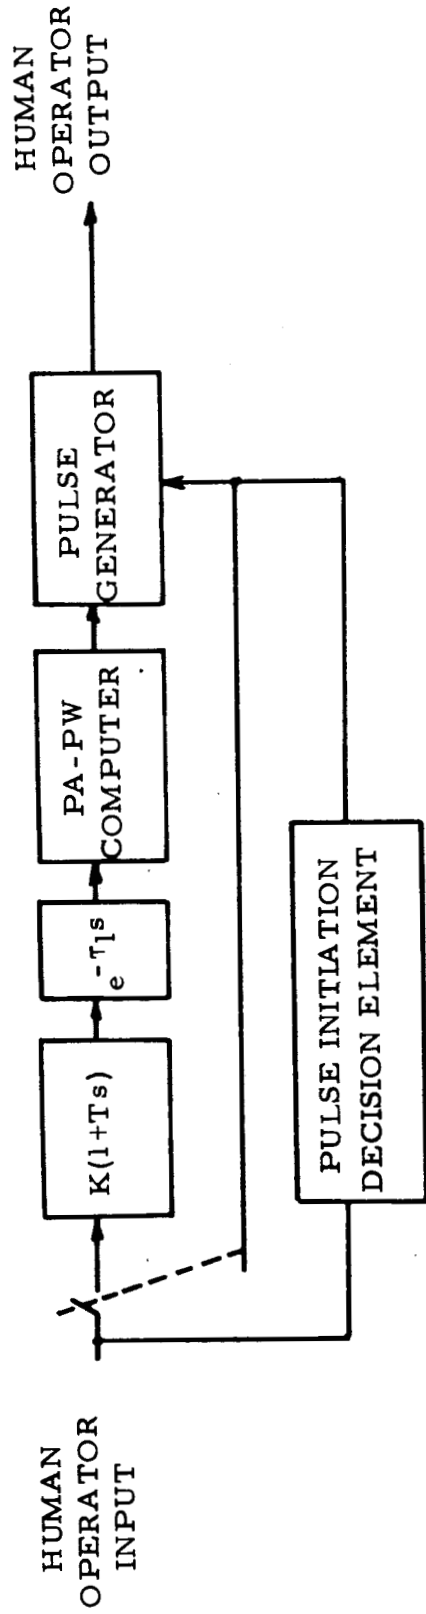 HUMAN
OPERATOR
INPUT
K(1+Ts)
e^-τ1s
PA-PW
COMPUTER
PULSE
GENERATOR
HUMAN
OPERATOR
OUTPUT
PULSE INITIATION
DECISION ELEMENT